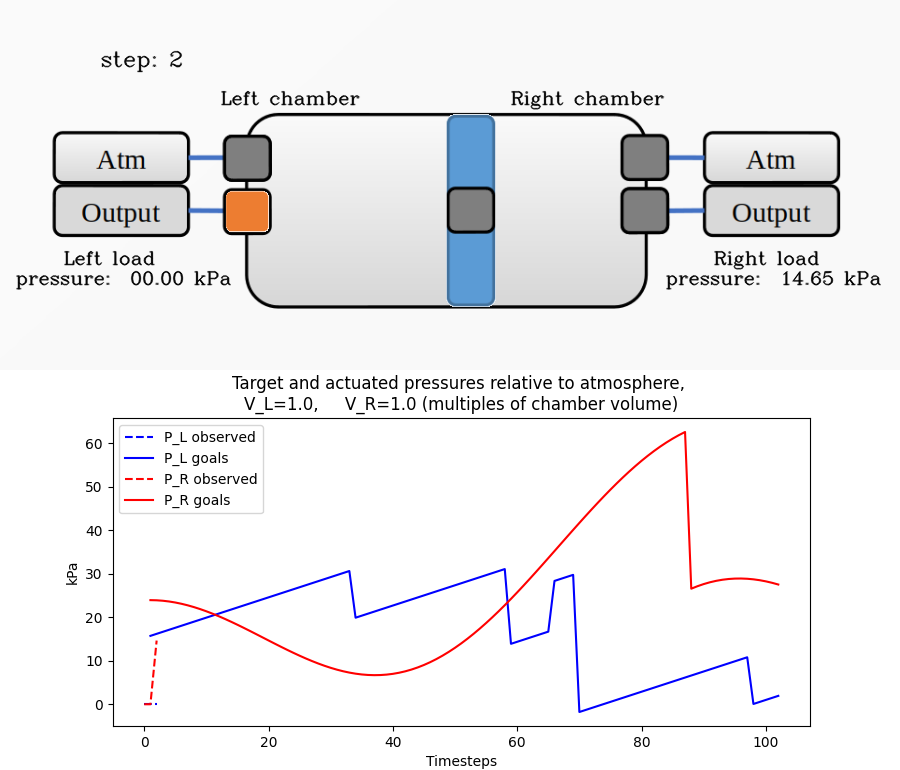 step: 2
Left chamber
Right chamber
Atm
Atm
Output
Output
Left load
pressure: 00.00 kPa
Right load
pressure: 14.65 kPa
Target and actuated pressures relative to atmosphere,
V_L=1.0, V_R=1.0 (multiples of chamber volume)
P_L observed
P_L goals
P_R observed
P_R goals
60
50
40
30
20
10
0
kPa
0 20 40 60 80 100
Timesteps